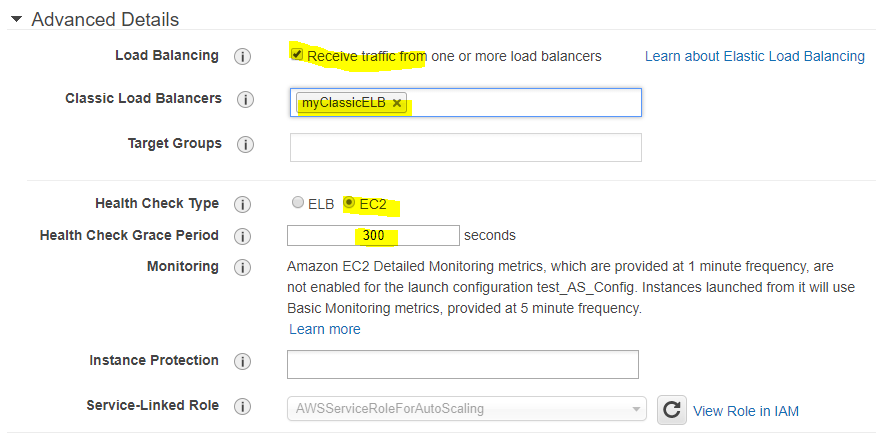 Advanced Details
Load Balancing i Receive traffic from one or more load balancers Learn about Elastic Load Balancing
Classic Load Balancers i myClassicELB ×
Target Groups i
Health Check Type i ELB EC2
Health Check Grace Period i 300 seconds
Monitoring i Amazon EC2 Detailed Monitoring metrics, which are provided at 1 minute frequency, are
not enabled for the launch configuration test_AS_Config. Instances launched from it will use
Basic Monitoring metrics, provided at 5 minute frequency.
Learn more
Instance Protection i
Service-Linked Role i AWSServiceRoleForAutoScaling View Role in IAM